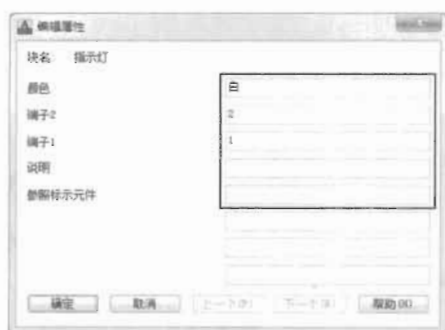 编辑属性
块名: 指示灯
颜色 白
端子2 2
端子1 1
说明
参照标示元件
确定 取消 上一个(P) 下一个(N) 帮助(H)